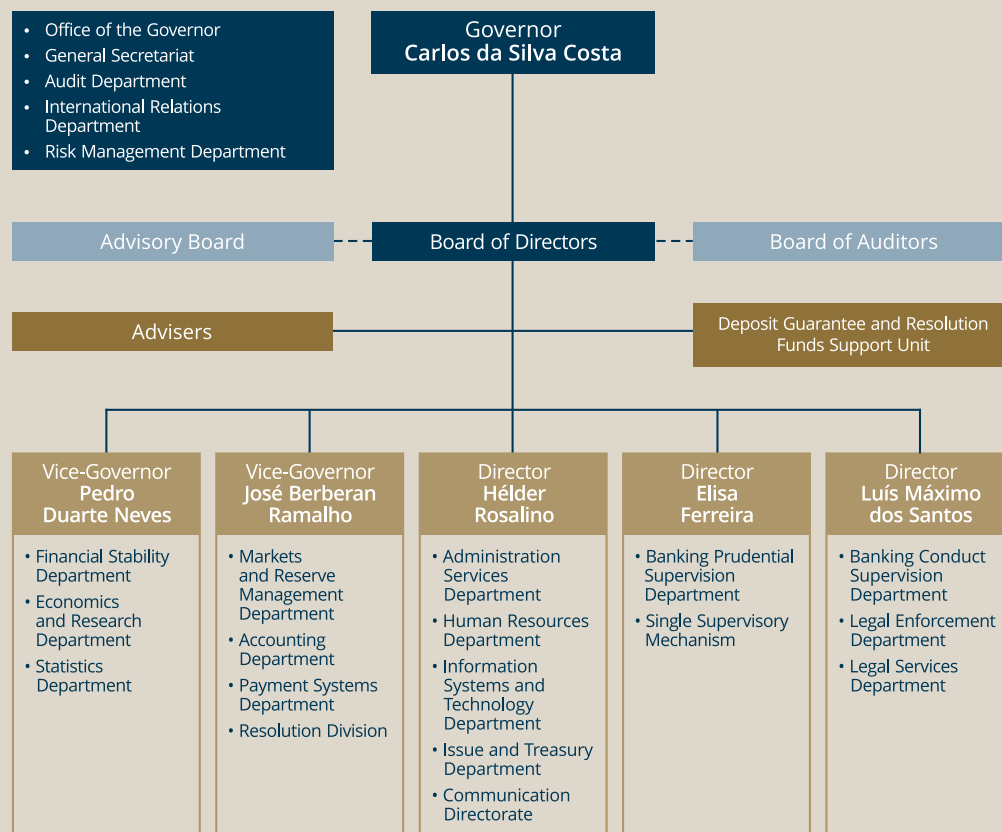 • Office of the Governor
• General Secretariat
• Audit Department
• International Relations
Department
• Risk Management Department
Governor
Carlos da Silva Costa
Advisory Board
Board of Directors
Board of Auditors
Advisers
Deposit Guarantee and Resolution
Funds Support Unit
Vice-Governor
Pedro
Duarte Neves
• Financial Stability
Department
• Economics
and Research
Department
• Statistics
Department
Vice-Governor
José Berberan
Ramalho
• Markets
and Reserve
Management
Department
• Accounting
Department
• Payment Systems
Department
• Resolution Division
Director
Hélder
Rosalino
• Administration
Services
Department
• Human Resources
Department
• Information
Systems and
Technology
Department
• Issue and Treasury
Department
• Communication
Directorate
Director
Elisa
Ferreira
• Banking Prudential
Supervision
Department
• Single Supervisory
Mechanism
Director
Luís Máximo
dos Santos
• Banking Conduct
Supervision
Department
• Legal Enforcement
Department
• Legal Services
Department